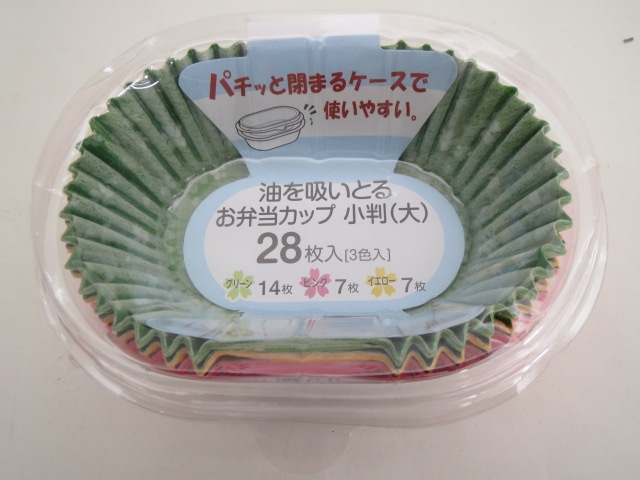 パチッと閉まるケースで
使いやすい。
油を吸いとる
お弁当カップ 小判(大)
28枚入[3色入]
グリーン 14枚 ピンク 7枚 イエロー 7枚